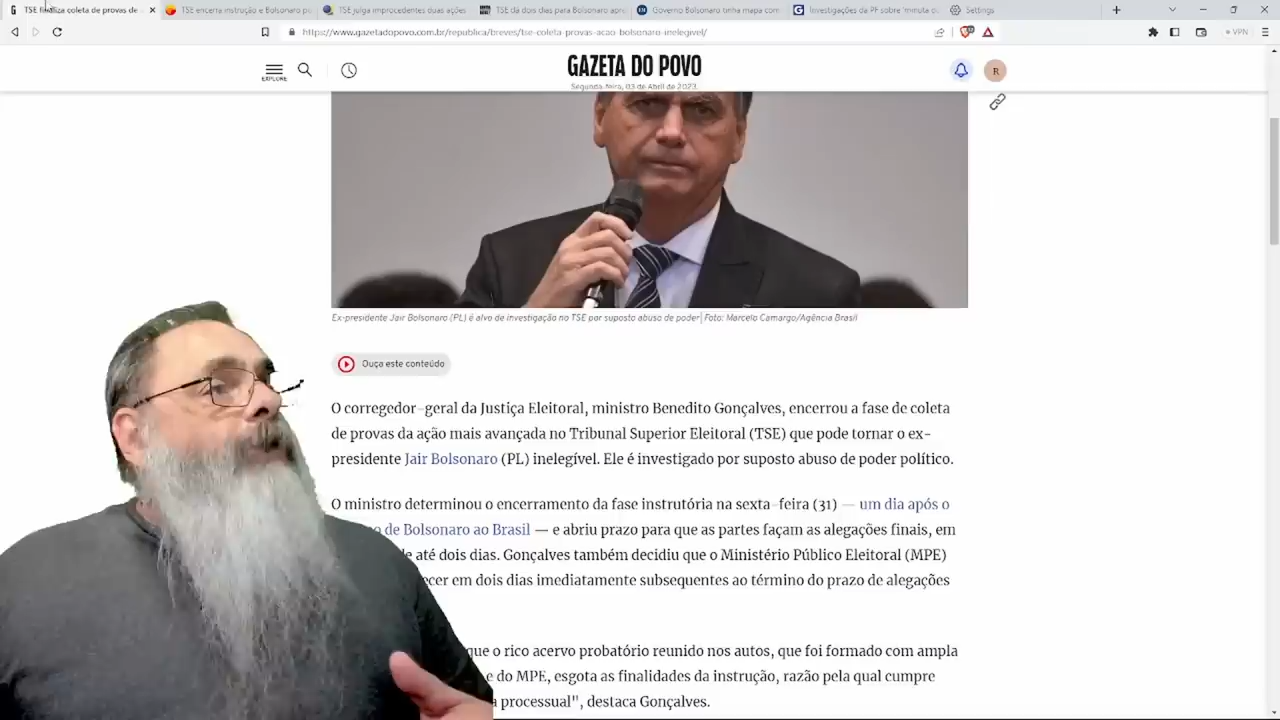 TSE finaliza coleta de provas de
TSE encerra instrução e Bolsonaro p
TSE julga improcedentes duas ações
TSE dá dois dias para Bolsonaro apre
Governo Bolsonaro tinha mapa com
Investigações da PF sobre 'minuta d
Settings
https://www.gazetadopovo.com.br/republica/breves/tse-coleta-provas-acao-bolsonaro-inelegivel/
VPN
EXPLORE
GAZETA DO POVO
Segunda-feira, 03 de Abril de 2023.
R
Ex-presidente Jair Bolsonaro (PL) é alvo de investigação no TSE por suposto abuso de poder| Foto: Marcelo Camargo/Agência Brasil
Ouça este conteúdo
O corregedor-geral da Justiça Eleitoral, ministro Benedito Gonçalves, encerrou a fase de coleta
de provas da ação mais avançada no Tribunal Superior Eleitoral (TSE) que pode tornar o ex-
presidente Jair Bolsonaro (PL) inelegível. Ele é investigado por suposto abuso de poder político.
O ministro determinou o encerramento da fase instrutória na sexta-feira (31) — um dia após o
de Bolsonaro ao Brasil — e abriu prazo para que as partes façam as alegações finais, em
até dois dias. Gonçalves também decidiu que o Ministério Público Eleitoral (MPE)
em dois dias imediatamente subsequentes ao término do prazo de alegações
que o rico acervo probatório reunido nos autos, que foi formado com ampla
e do MPE, esgota as finalidades da instrução, razão pela qual cumpre
a processual", destaca Gonçalves.